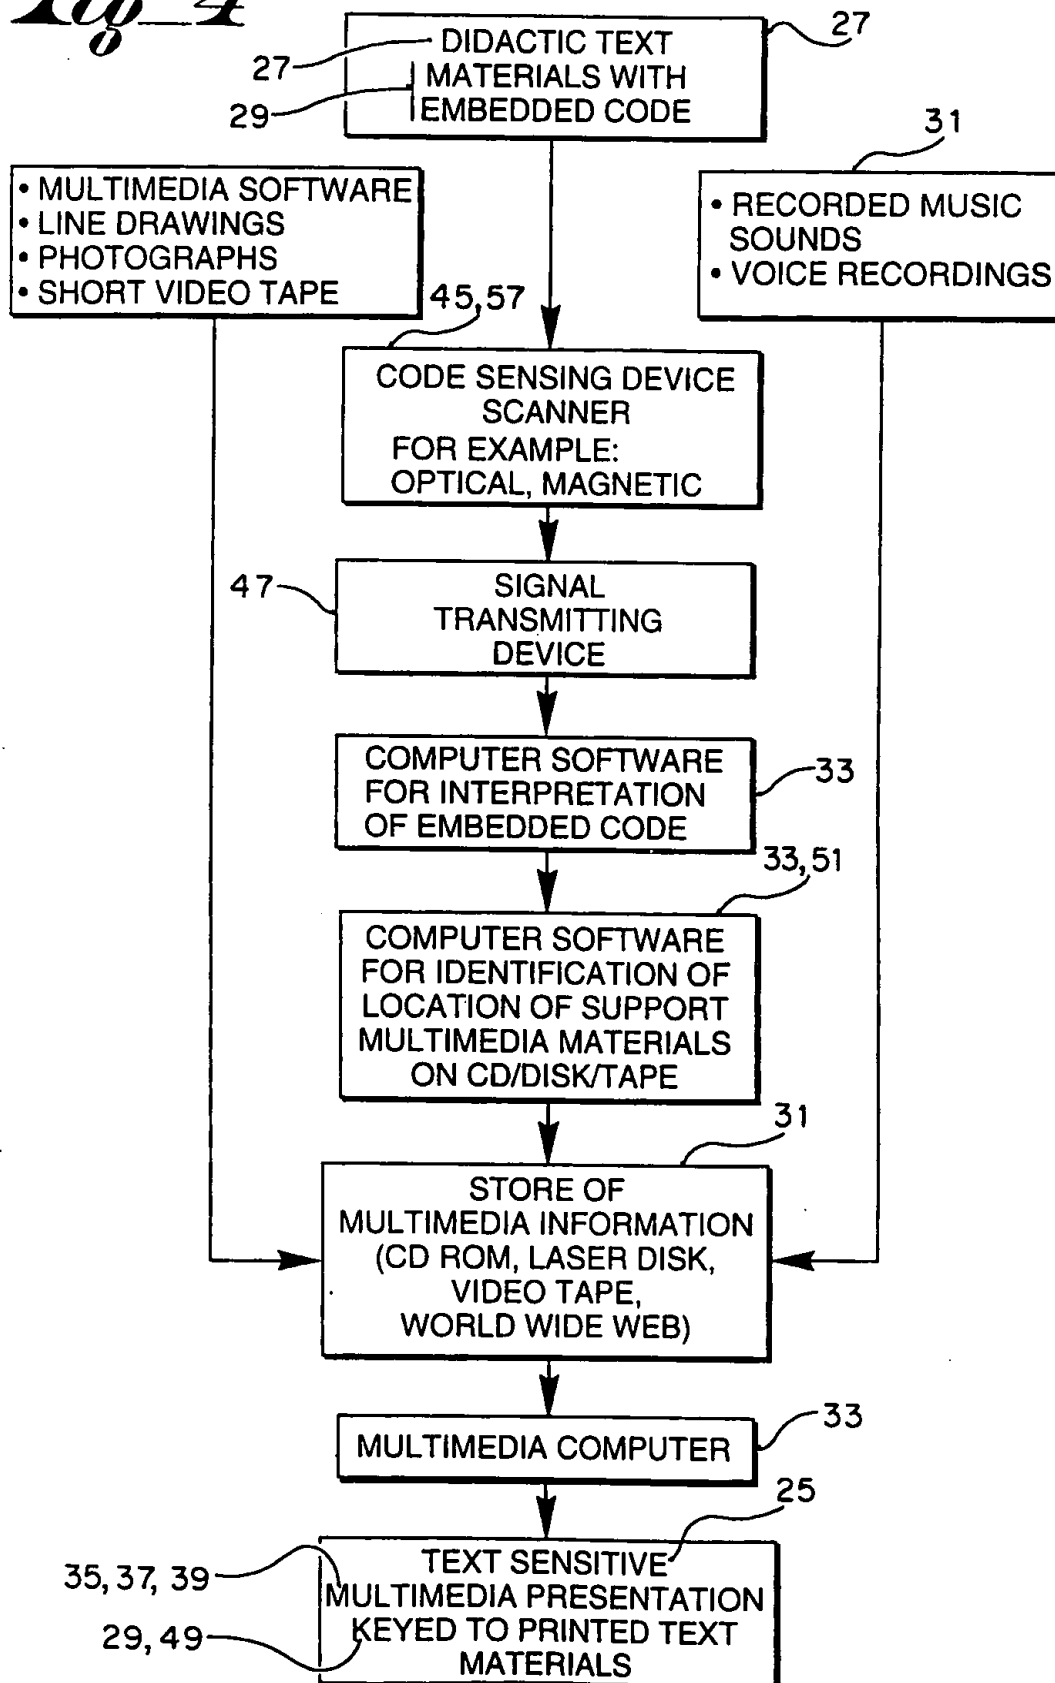 Fig_4
27
DIDACTIC TEXT
27
MATERIALS WITH
29
EMBEDDED CODE
31
• MULTIMEDIA SOFTWARE
• LINE DRAWINGS
• PHOTOGRAPHS
• SHORT VIDEO TAPE
• RECORDED MUSIC
SOUNDS
• VOICE RECORDINGS
45,57
CODE SENSING DEVICE
SCANNER
FOR EXAMPLE:
OPTICAL, MAGNETIC
47
SIGNAL
TRANSMITTING
DEVICE
COMPUTER SOFTWARE
FOR INTERPRETATION
OF EMBEDDED CODE
33
33,51
COMPUTER SOFTWARE
FOR IDENTIFICATION OF
LOCATION OF SUPPORT
MULTIMEDIA MATERIALS
ON CD/DISK/TAPE
31
STORE OF
MULTIMEDIA INFORMATION
(CD ROM, LASER DISK,
VIDEO TAPE,
WORLD WIDE WEB)
33
MULTIMEDIA COMPUTER
25
TEXT SENSITIVE
35, 37, 39
MULTIMEDIA PRESENTATION
29, 49
KEYED TO PRINTED TEXT
MATERIALS